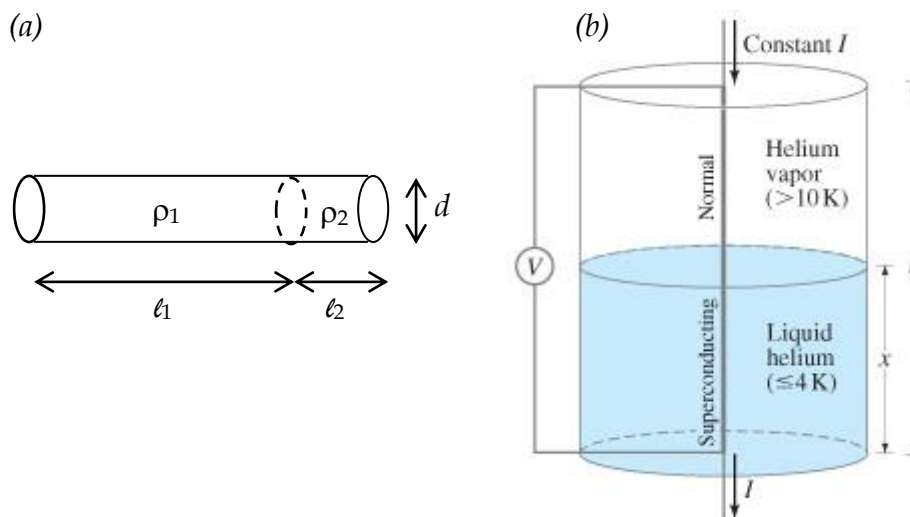 (a)
ρ₁
ρ₂
d
ℓ₁
ℓ₂
(b)
Constant I
Helium
vapor
(>10 K)
Normal
V
Superconducting
Liquid
helium
(≤4 K)
x
I